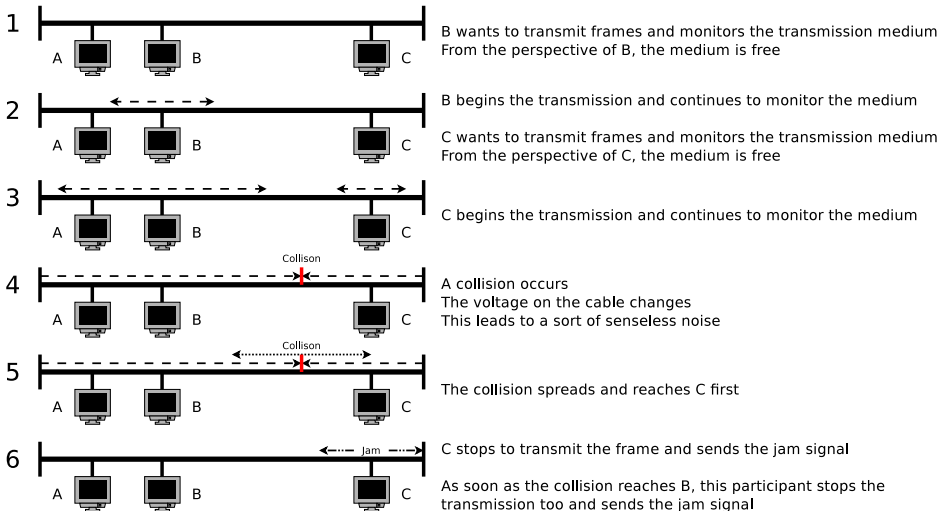 1
A
B
C
B wants to transmit frames and monitors the transmission medium
From the perspective of B, the medium is free
2
A
B
C
B begins the transmission and continues to monitor the medium
C wants to transmit frames and monitors the transmission medium
From the perspective of C, the medium is free
3
A
B
C
C begins the transmission and continues to monitor the medium
Collison
4
A
B
C
A collision occurs
The voltage on the cable changes
This leads to a sort of senseless noise
Collison
5
A
B
C
The collision spreads and reaches C first
Jam
6
A
B
C
C stops to transmit the frame and sends the jam signal
As soon as the collision reaches B, this participant stops the
transmission too and sends the jam signal